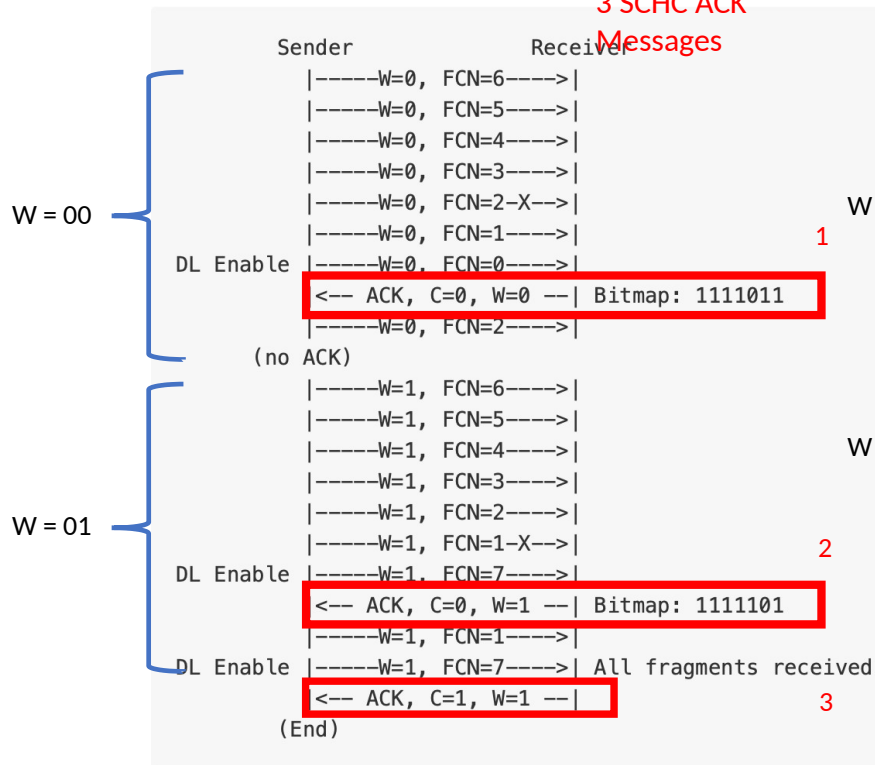 3 SCHC ACK
Messages
Sender Receiver
|-----W=0, FCN=6---->|
|-----W=0, FCN=5---->|
|-----W=0, FCN=4---->|
|-----W=0, FCN=3---->|
W = 00
|-----W=0, FCN=2-X-->|
W
|-----W=0, FCN=1---->|
1
DL Enable |-----W=0, FCN=0---->|
|<-- ACK, C=0, W=0 --| Bitmap: 1111011
|-----W=0, FCN=2---->|
(no ACK)
|-----W=1, FCN=6---->|
|-----W=1, FCN=5---->|
|-----W=1, FCN=4---->|
W
|-----W=1, FCN=3---->|
|-----W=1, FCN=2---->|
W = 01
|-----W=1, FCN=1-X-->|
2
DL Enable |-----W=1, FCN=7---->|
|<-- ACK, C=0, W=1 --| Bitmap: 1111101
|-----W=1, FCN=1---->|
DL Enable |-----W=1, FCN=7---->| All fragments received
|<-- ACK, C=1, W=1 --|
3
(End)